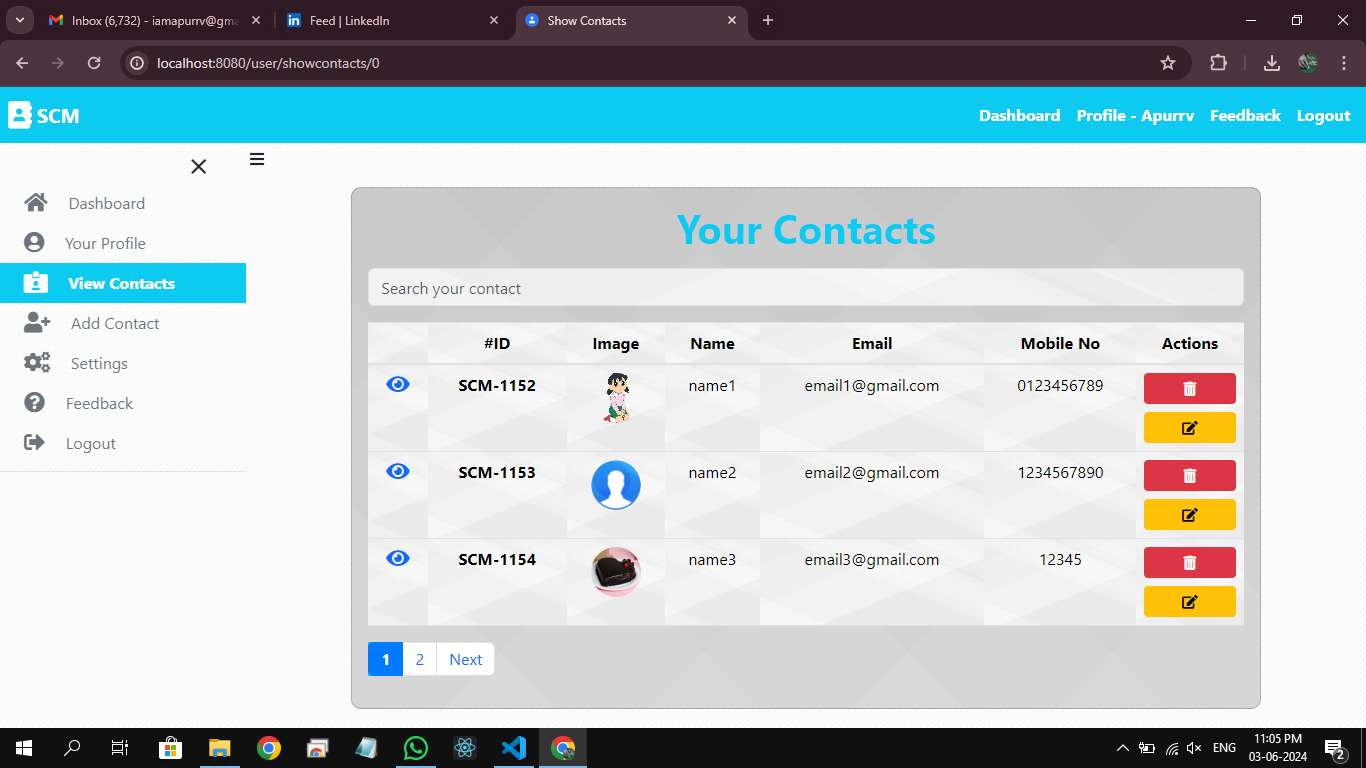 Inbox (6,732) - iamapurrv@gma
Feed | LinkedIn
Show Contacts
localhost:8080/user/showcontacts/0
SCM
Dashboard
Profile - Apurrv
Feedback
Logout
Dashboard
Your Profile
View Contacts
Add Contact
Settings
Feedback
Logout
Your Contacts
Search your contact
#ID Image Name Email Mobile No Actions
SCM-1152 name1 email1@gmail.com 0123456789
SCM-1153 name2 email2@gmail.com 1234567890
SCM-1154 name3 email3@gmail.com 12345
1 2 Next
ENG
11:05 PM
03-06-2024
2